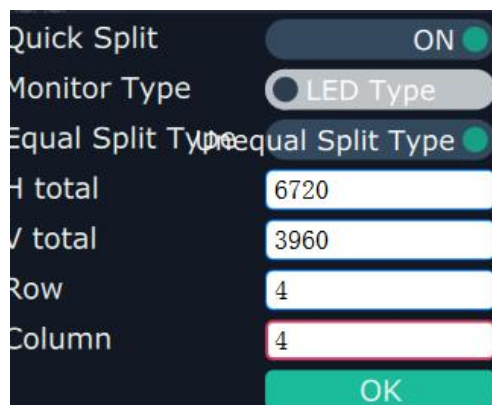 Quick Split ON
Monitor Type LED Type
Equal Split Type Unequal Split Type
H total 6720
V total 3960
Row 4
Column 4
OK